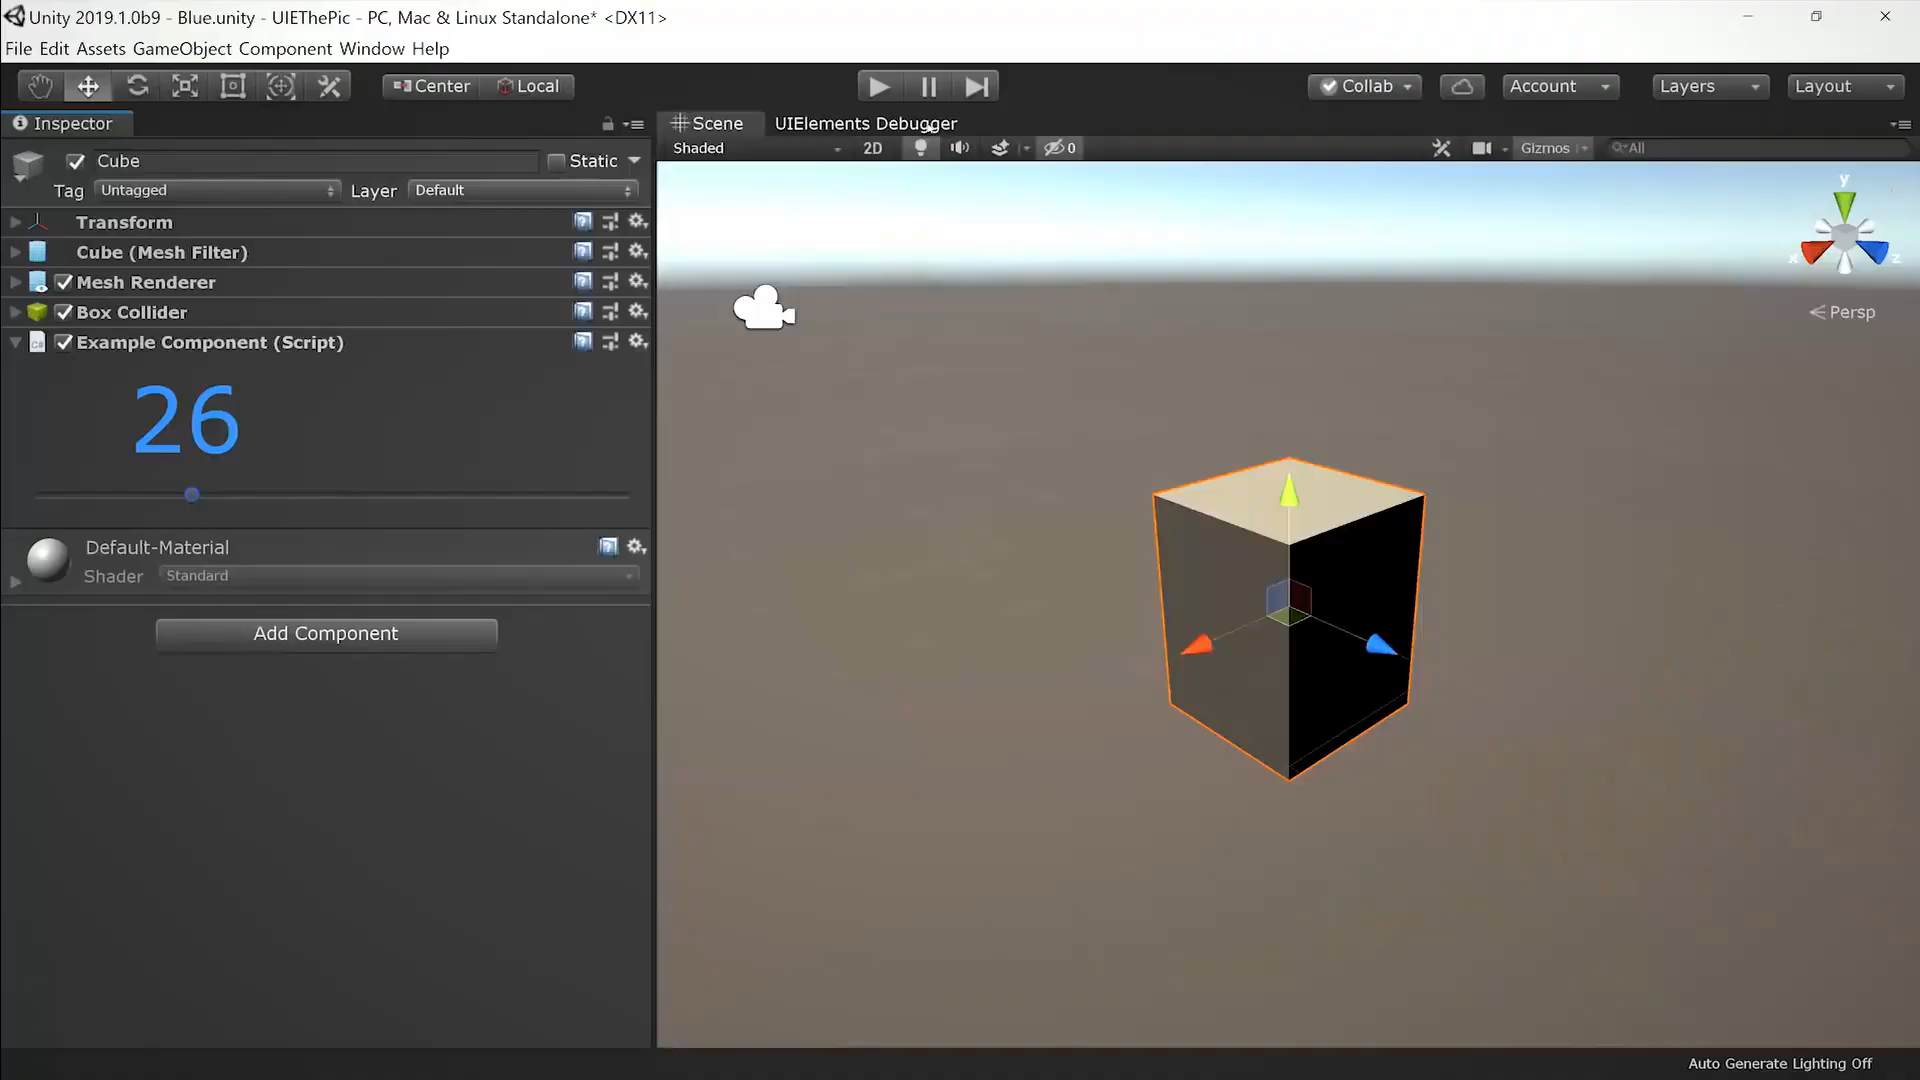 Unity 2019.1.0b9 - Blue.unity - UIEThePic - PC, Mac & Linux Standalone* <DX11>
File Edit Assets GameObject Component Window Help
Center Local Collab Account Layers Layout
Inspector
Scene UIElements Debugger
Shaded 2D 0 Gizmos All
Cube Static
Tag Untagged Layer Default
Transform
Cube (Mesh Filter)
Mesh Renderer
Box Collider
Example Component (Script)
26
Default-Material
Shader Standard
Add Component
y
x z
Persp
Auto Generate Lighting Off